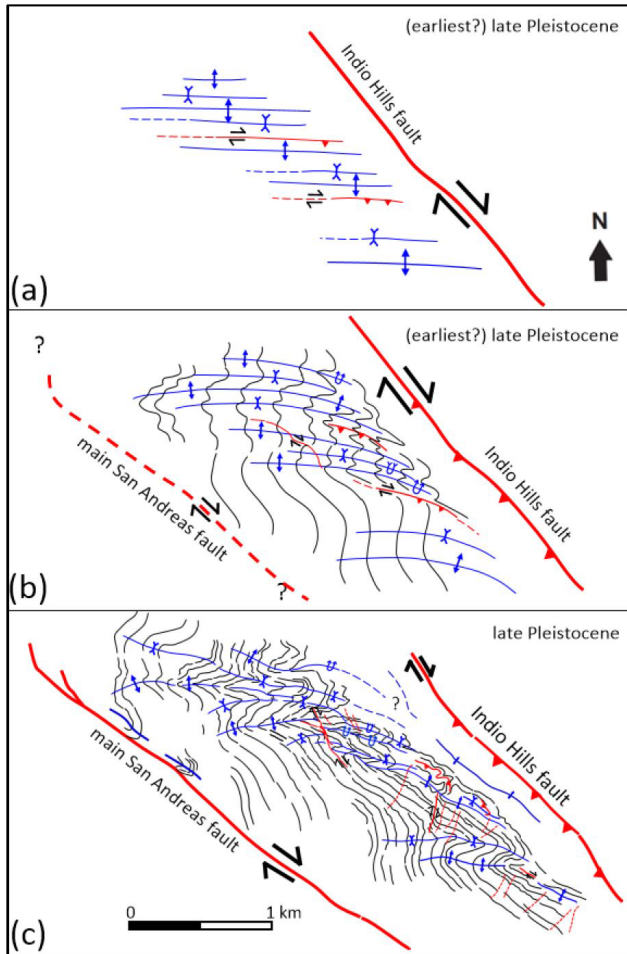 (earliest?) late Pleistocene
Indio Hills fault
N
(a)
(earliest?) late Pleistocene
?
main San Andreas fault
Indio Hills fault
?
(b)
late Pleistocene
?
Indio Hills fault
main San Andreas fault
0 1 km
(c)